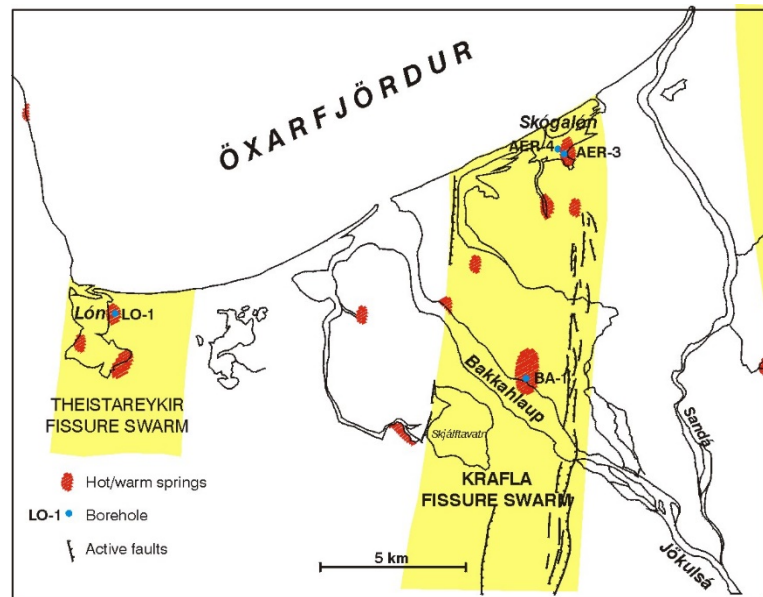 ÖXARFJÖRDUR
Skógalón
AER-4
AER-3
Lón
LO-1
BA-1
Bakkahlaup
THEISTAREYKIR
FISSURE SWARM
Skjálftavatn
Sandá
Hot/warm springs
KRAFLA
FISSURE SWARM
LO-1 Borehole
Active faults
5 km
Jökulsá